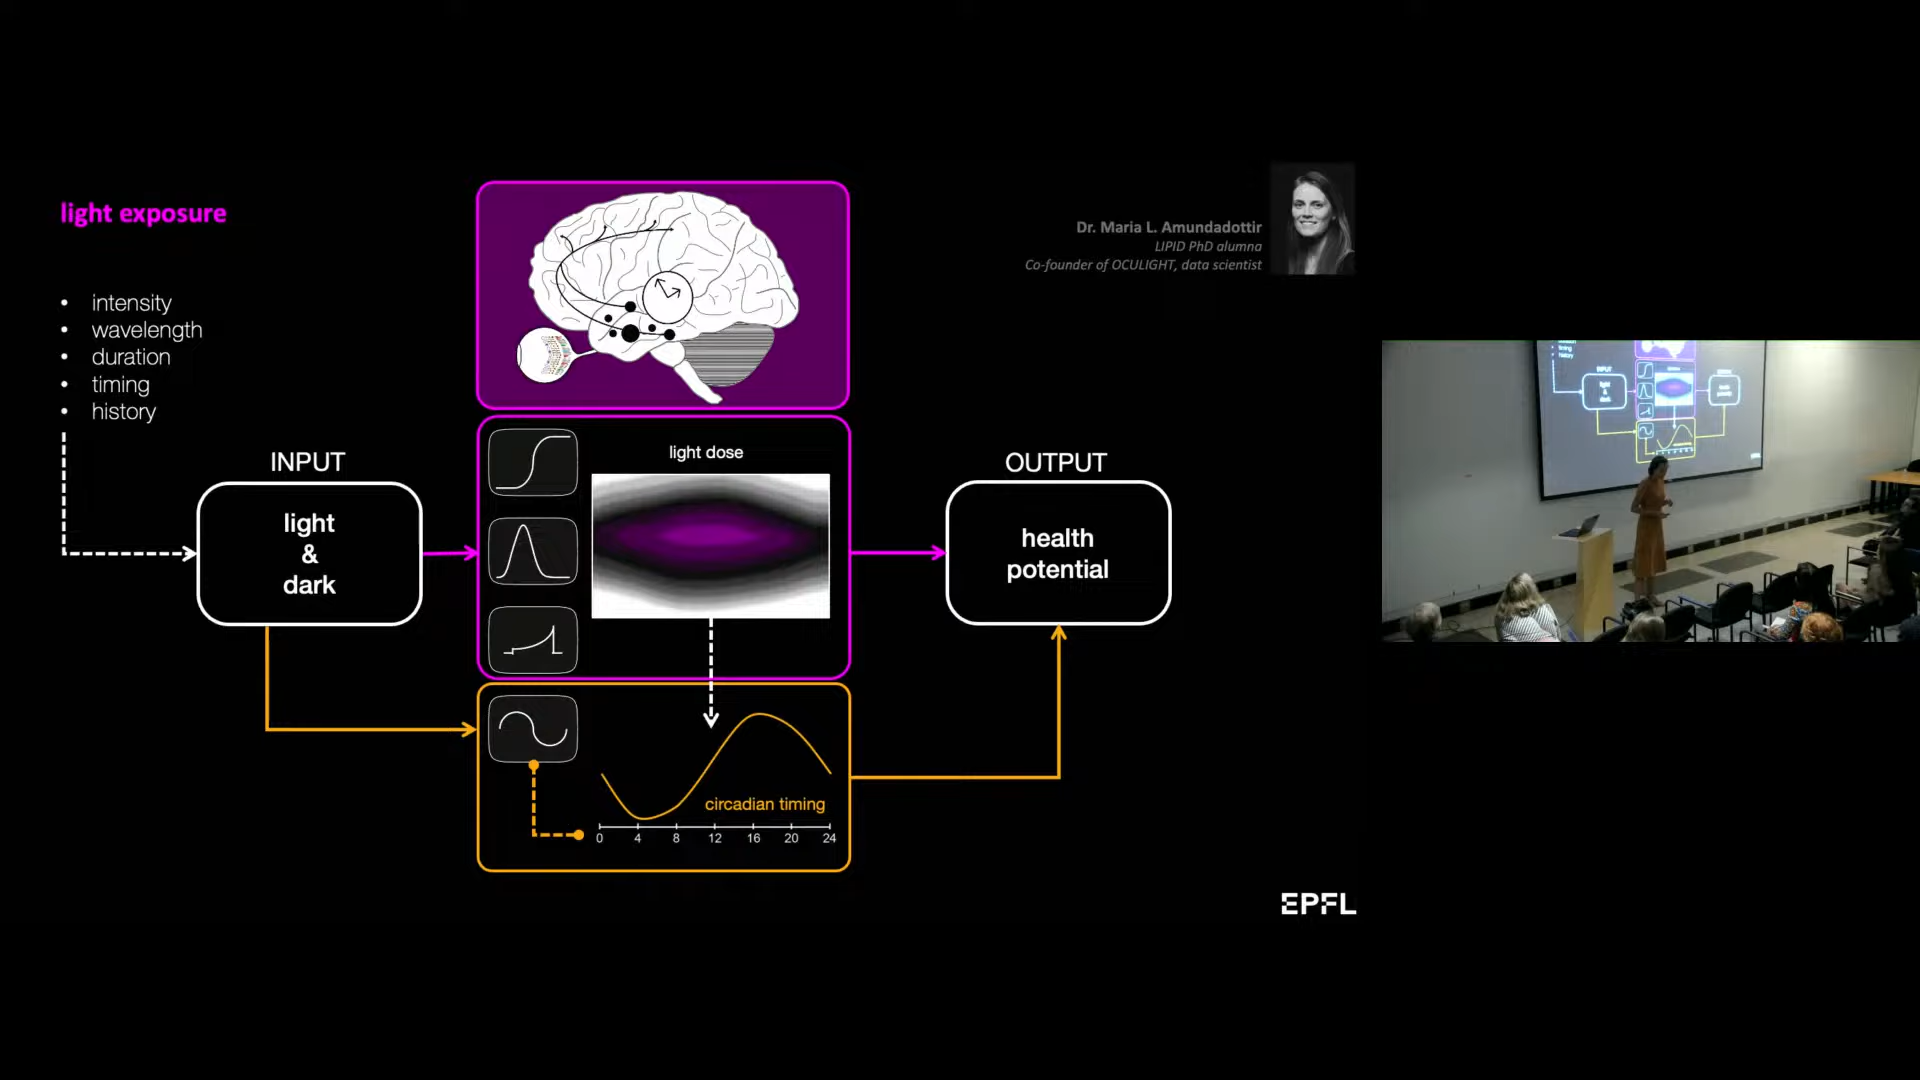 light exposure
• intensity
• wavelength
• duration
• timing
• history
INPUT
light
&
dark
light dose
circadian timing
0 4 8 12 16 20 24
OUTPUT
health
potential
Dr. Maria L. Amundadottir
LIPID PhD alumna
Co-founder of OCULIGHT, data scientist
EPFL